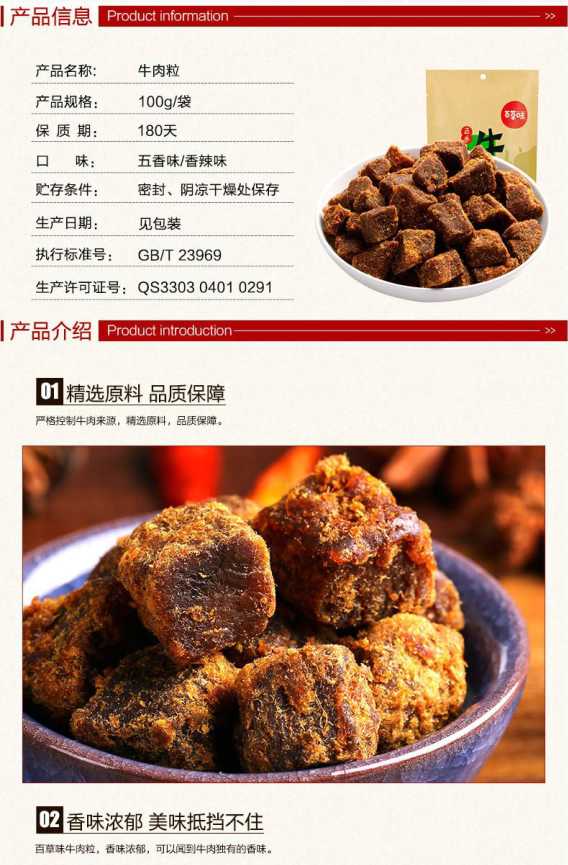 产品信息 Product information >>
产品名称: 牛肉粒
产品规格: 100g/袋
保 质 期: 180天
口 味: 五香味/香辣味
贮存条件: 密封、阴凉干燥处保存
生产日期: 见包装
执行标准号: GB/T 23969
生产许可证号: QS3303 0401 0291
百草味
牛
产品介绍 Product introduction >>
01 精选原料 品质保障
严格控制牛肉来源，精选原料，品质保障。
02 香味浓郁 美味抵挡不住
百草味牛肉粒，香味浓郁，可以闻到牛肉独有的香味。